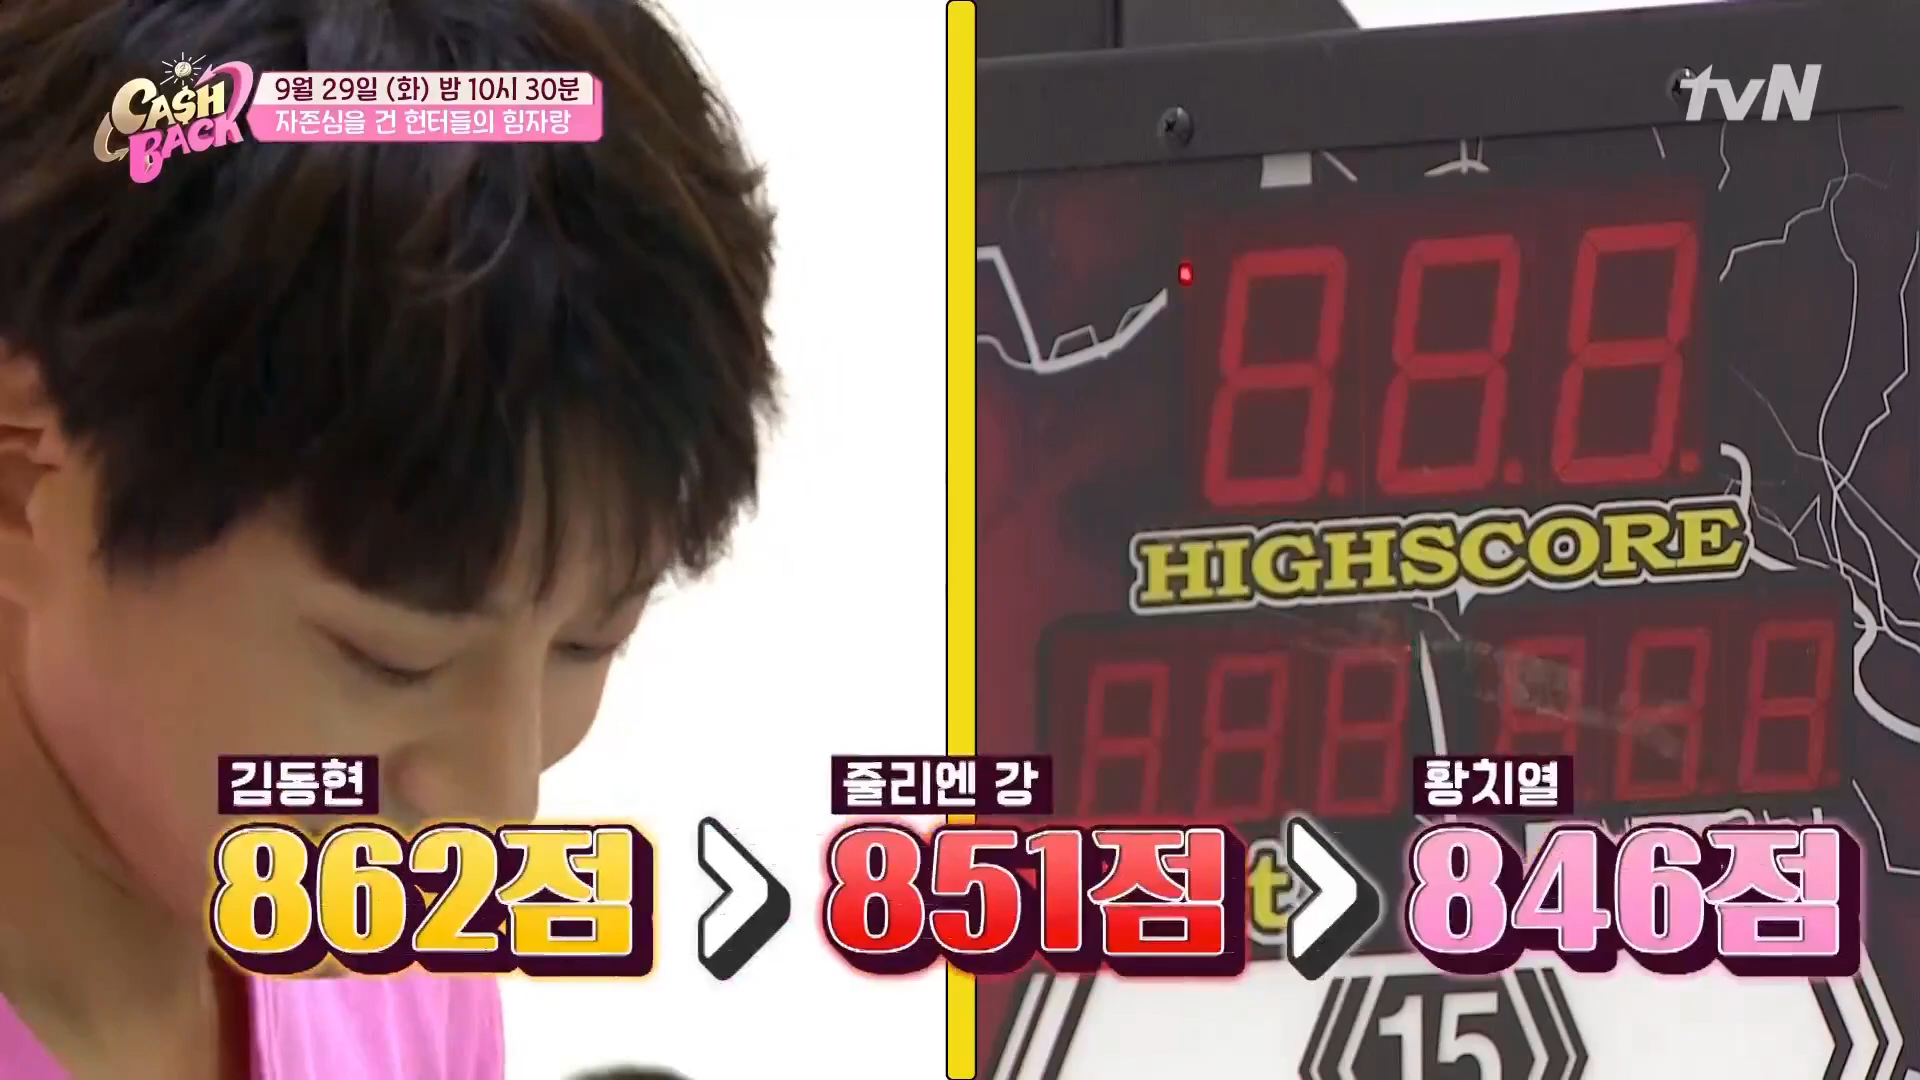 CA$H
BACK
9월 29일 (화) 밤 10시 30분
자존심을 건 헌터들의 힘자랑
tvN
HIGHSCORE
김동현
862점
>
줄리엔 강
851점
>
황치열
846점
15